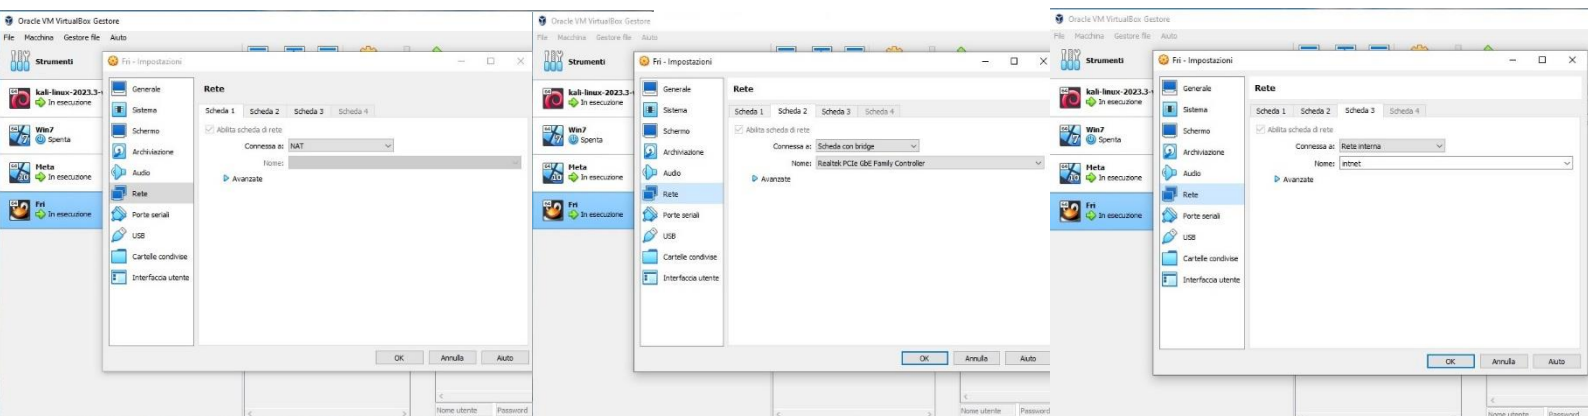 Oracle VM VirtualBox Gestore
File Macchina Gestore file Aiuto
Strumenti
kali-linux-2023.3-
In esecuzione
Win7
Spenta
Meta
In esecuzione
Fri
In esecuzione
Fri - Impostazioni
Generale
Sistema
Schermo
Archiviazione
Audio
Rete
Porte seriali
USB
Cartelle condivise
Interfaccia utente
Rete
Scheda 1 Scheda 2 Scheda 3 Scheda 4
Abilita scheda di rete
Connessa a: NAT
Nome:
Avanzate
OK Annulla Aiuto
Oracle VM VirtualBox Gestore
File Macchina Gestore file Aiuto
Strumenti
kali-linux-2023.3-
In esecuzione
Win7
Spenta
Meta
In esecuzione
Fri
In esecuzione
Fri - Impostazioni
Generale
Sistema
Schermo
Archiviazione
Audio
Rete
Porte seriali
USB
Cartelle condivise
Interfaccia utente
Rete
Scheda 1 Scheda 2 Scheda 3 Scheda 4
Abilita scheda di rete
Connessa a: Scheda con bridge
Nome: Realtek PCIe GbE Family Controller
Avanzate
OK Annulla Aiuto
Nome utente Password
Oracle VM VirtualBox Gestore
File Macchina Gestore file Aiuto
Strumenti
kali-linux-2023.3-
In esecuzione
Win7
Spenta
Meta
In esecuzione
Fri
In esecuzione
Fri - Impostazioni
Generale
Sistema
Schermo
Archiviazione
Audio
Rete
Porte seriali
USB
Cartelle condivise
Interfaccia utente
Rete
Scheda 1 Scheda 2 Scheda 3 Scheda 4
Abilita scheda di rete
Connessa a: Rete interna
Nome: intnet
Avanzate
OK Annulla Aiuto
Nome utente Password